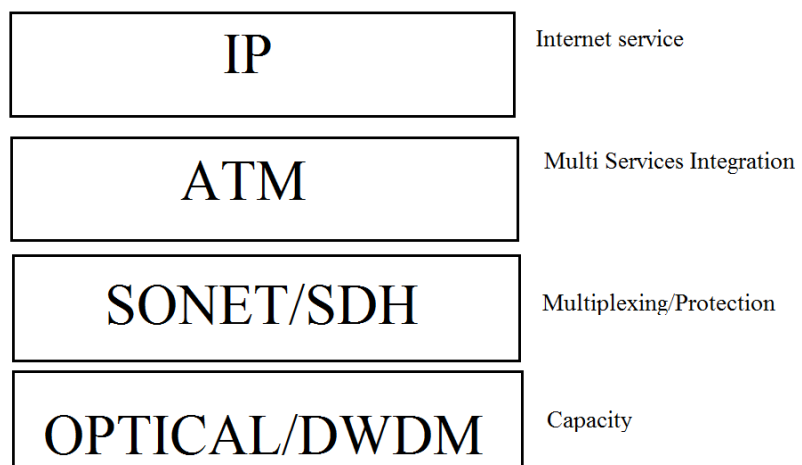 IP
Internet service
ATM
Multi Services Integration
SONET/SDH
Multiplexing/Protection
OPTICAL/DWDM
Capacity